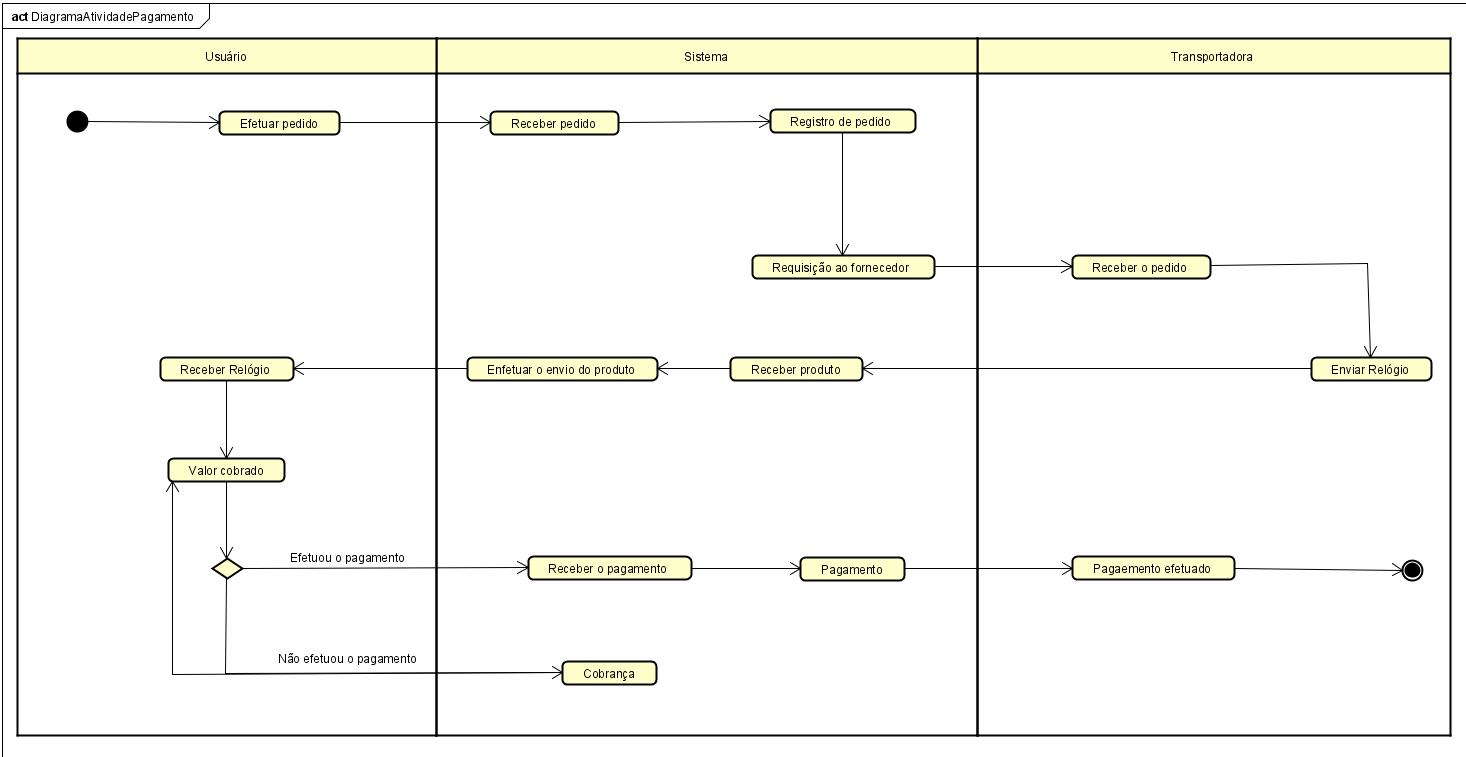 act DiagramaAtividadePagamento
Usuário
Sistema
Transportadora
Efetuar pedido
Receber pedido
Registro de pedido
Requisição ao fornecedor
Receber o pedido
Receber Relógio
Enfetuar o envio do produto
Receber produto
Enviar Relógio
Valor cobrado
Efetuou o pagamento
Receber o pagamento
Pagamento
Pagaemento efetuado
Não efetuou o pagamento
Cobrança